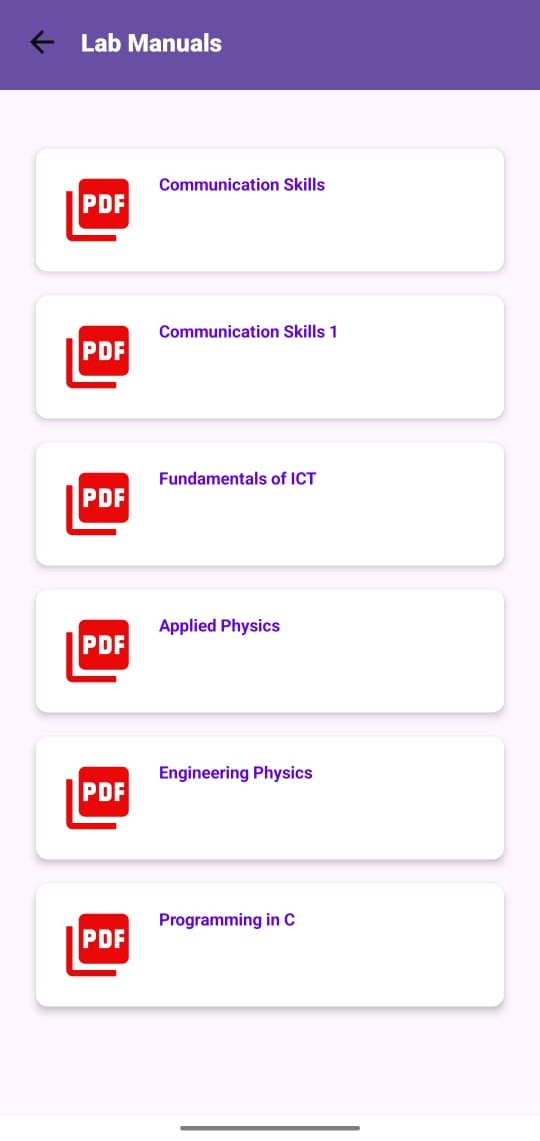 Lab Manuals
PDF
Communication Skills
PDF
Communication Skills 1
PDF
Fundamentals of ICT
PDF
Applied Physics
PDF
Engineering Physics
PDF
Programming in C